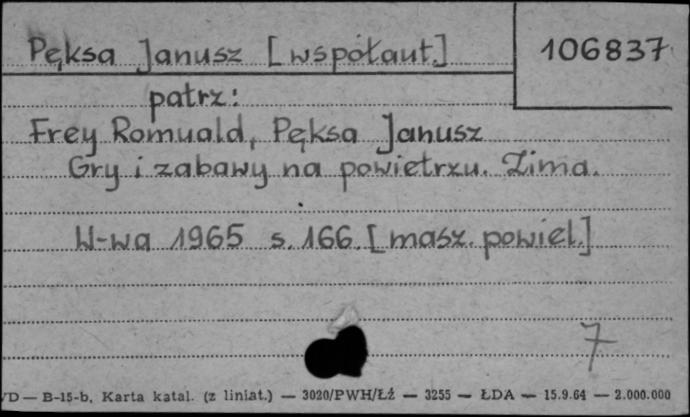 Pęksa Janusz [współaut.] 106837
patrz:
Frey Romuald, Pęksa Janusz
Gry i zabawy na powietrzu. Zima.
W-wa 1965 s. 166. [masz. powiel.]
7
VD — B-15-b, Karta katal. (z liniat.) — 3020/PWH/ŁŹ — 3255 — ŁDA — 15.9.64 — 2.000.000